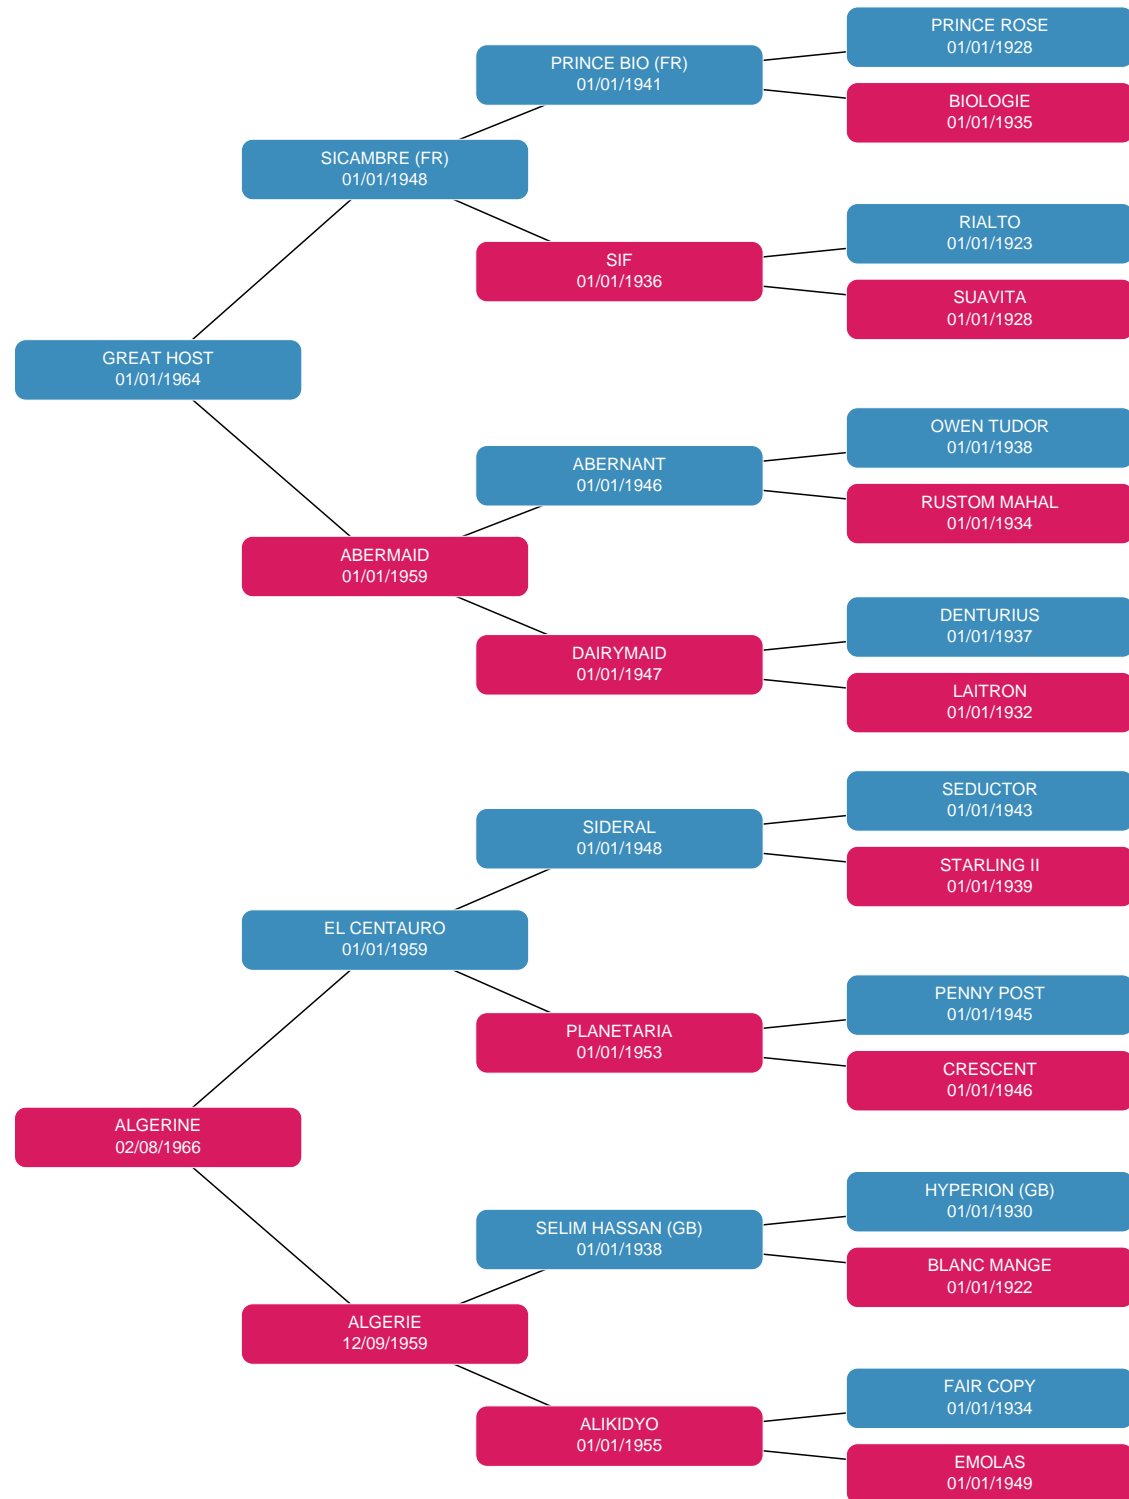 PRINCE ROSE
01/01/1928
PRINCE BIO (FR)
01/01/1941
BIOLOGIE
01/01/1935
SICAMBRE (FR)
01/01/1948
RIALTO
01/01/1923
SIF
01/01/1936
SUAVITA
01/01/1928
GREAT HOST
01/01/1964
OWEN TUDOR
01/01/1938
ABERNANT
01/01/1946
RUSTOM MAHAL
01/01/1934
ABERMAID
01/01/1959
DENTURIUS
01/01/1937
DAIRYMAID
01/01/1947
LAITRON
01/01/1932
SEDUCTOR
01/01/1943
SIDERAL
01/01/1948
STARLING II
01/01/1939
EL CENTAURO
01/01/1959
PENNY POST
01/01/1945
PLANETARIA
01/01/1953
CRESCENT
01/01/1946
ALGERINE
02/08/1966
HYPERION (GB)
01/01/1930
SELIM HASSAN (GB)
01/01/1938
BLANC MANGE
01/01/1922
ALGERIE
12/09/1959
FAIR COPY
01/01/1934
ALIKIDYO
01/01/1955
EMOLAS
01/01/1949